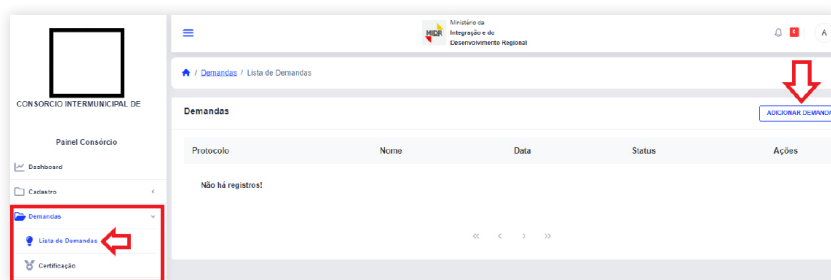 CONSORCIO INTERMUNICIPAL DE
Painel Consórcio
Dashboard
Cadastro
Demandas
Lista de Demandas
Certificação
MIDR
Ministério da
Integração e do
Desenvolvimento Regional
A
/ Demandas / Lista de Demandas
Demandas
ADICIONAR DEMANDA
Protocolo Nome Data Status Ações
Não há registros!
« < > »